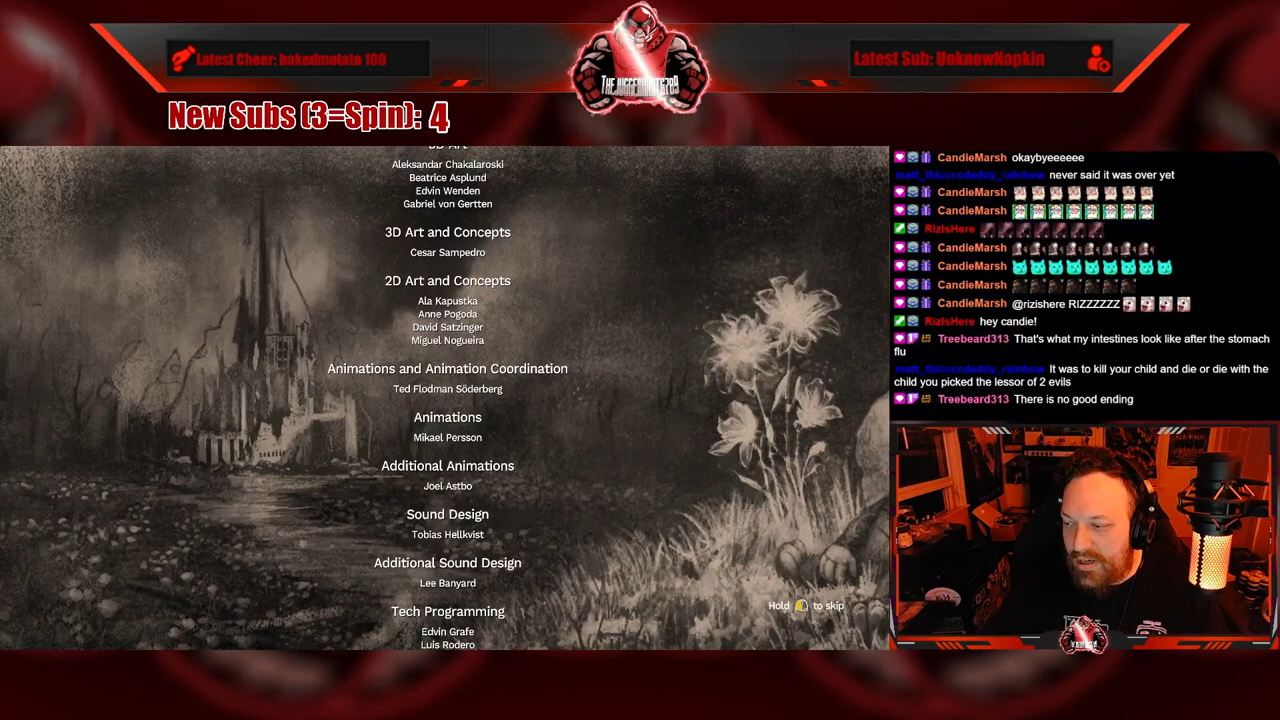 Latest Cheer: bakedmotato 100
THEJUGGERNAUT6789
Latest Sub: UnknowNapkin
New Subs (3=Spin): 4
3D Art
Aleksandar Chakalaroski
Beatrice Asplund
Edvin Wenden
Gabriel von Gertten
3D Art and Concepts
Cesar Sampedro
2D Art and Concepts
Ala Kapustka
Anne Pogoda
David Satzinger
Miguel Nogueira
Animations and Animation Coordination
Ted Flodman Söderberg
Animations
Mikael Persson
Additional Animations
Joel Astbo
Sound Design
Tobias Hellkvist
Additional Sound Design
Lee Banyard
Tech Programming
Edvin Grafe
Luis Rodero
Hold to skip
CandieMarsh okaybyeeeeee
matt_thiccccdaddy_rainbow never said it was over yet
CandieMarsh
CandieMarsh
RizIsHere
CandieMarsh
CandieMarsh
CandieMarsh
CandieMarsh @rizishere RIZZZZZZ
RizIsHere hey candie!
Treebeard313 That's what my intestines look like after the stomach
flu
matt_thiccccdaddy_rainbow It was to kill your child and die or die with the
child you picked the lessor of 2 evils
Treebeard313 There is no good ending